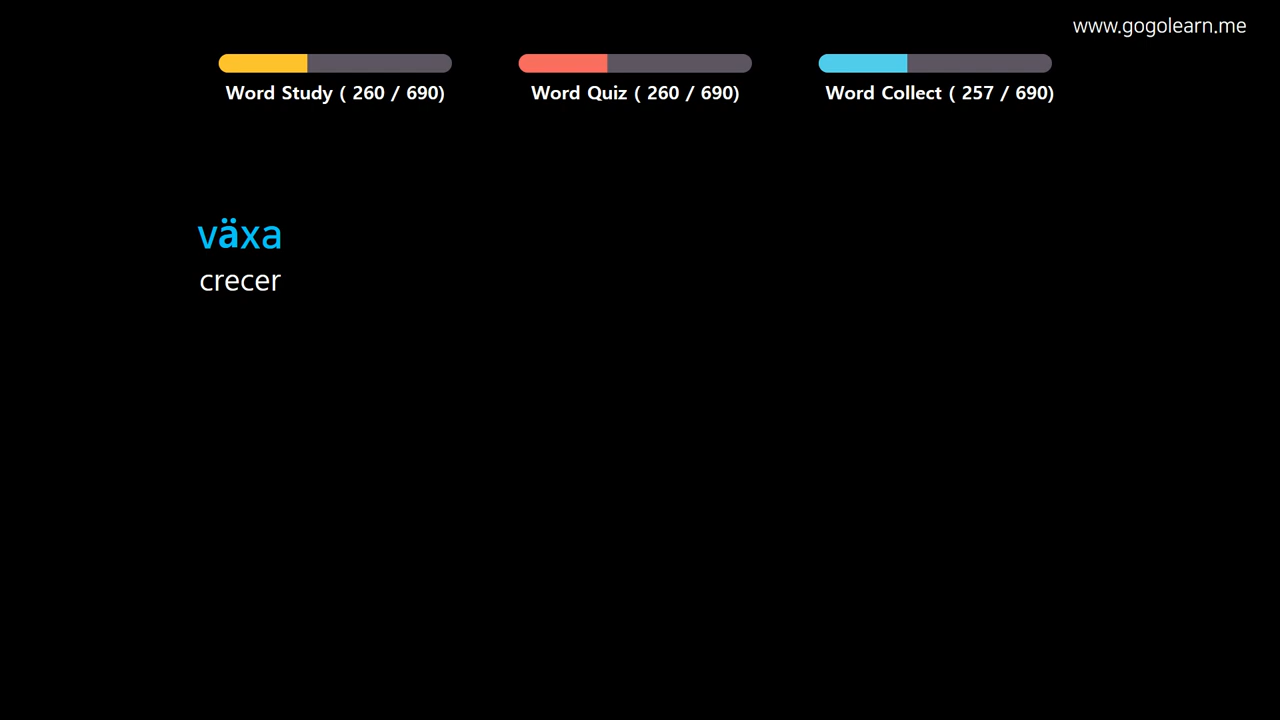 www.gogolearn.me
Word Study ( 260 / 690)
Word Quiz ( 260 / 690)
Word Collect ( 257 / 690)
växa
crecer